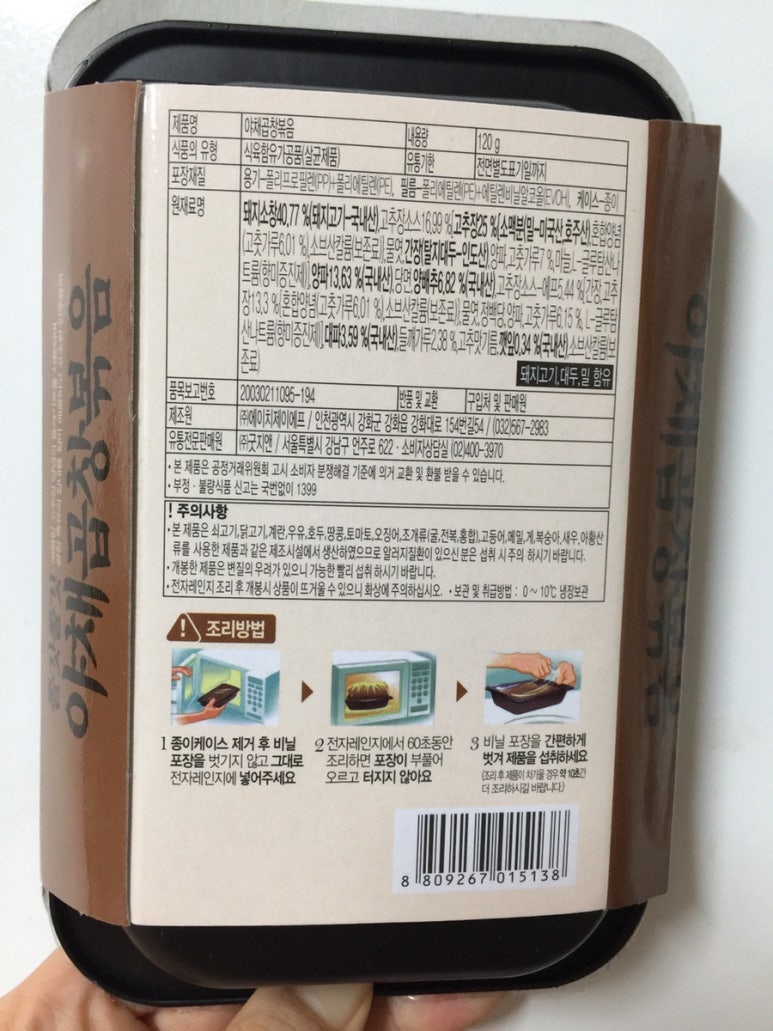 제품명 야채곱창볶음 내용량 120 g
식품의 유형 식육함유가공품(살균제품) 유통기한 전면별도표기일까지
포장재질 용기-폴리프로필렌(PP)+폴리에틸렌(PE), 필름-폴리에틸렌(PE)+에틸렌비닐알코올(EVOH), 케이스-종이
원재료명 돼지소창40.77 %(돼지고기-국내산),고추장소스16.99 %[고추장25 %(소맥분(밀-미국산,호주산),혼합양념
(고춧가루6.01 %),소브산칼륨(보존료)),물엿,간장(탈지대두-인도산),양파,고춧가루7 %,마늘,L-글루탐산나
트륨(향미증진제)],양파13.63 %(국내산),당면,양배추6.82 %(국내산),고추장소스-에프5.44 %[간장,고추
장13.3 %(혼합양념(고춧가루6.01 %),소브산칼륨(보존료)),물엿,정백당,양파,고춧가루6.15 %, L-글루탐
산나트륨(향미증진제)],대파3.59 %(국내산),들깨가루2.38 %,고추맛기름,깻잎0.34 %(국내산),소브산칼륨(보
존료)
돼지고기, 대두, 밀 함유
품목보고번호 20030211095-194 반품 및 교환 구입처 및 판매원
제조원 ㈜에이치제이에프 / 인천광역시 강화군 강화읍 강화대로 154번길54 / (032)567-2983
유통전문판매원 ㈜굿지앤 / 서울특별시 강남구 언주로 622 · 소비자상담실 (02)400-3970
• 본 제품은 공정거래위원회 고시 소비자 분쟁해결 기준에 의거 교환 및 환불 받을 수 있습니다.
• 부정 · 불량식품 신고는 국번없이 1399
! 주의사항
• 본 제품은 쇠고기,닭고기,계란,우유,호두,땅콩,토마토,오징어,조개류(굴,전복,홍합),고등어,메밀,게,복숭아,새우,아황산
류를 사용한 제품과 같은 제조시설에서 생산하였으므로 알러지질환이 있으신 분은 섭취 시 주의 하시기 바랍니다.
• 개봉한 제품은 변질의 우려가 있으니 가능한 빨리 섭취 하시기 바랍니다.
• 전자레인지 조리 후 개봉시 상품이 뜨거울 수 있으니 화상에 주의하십시오. • 보관 및 취급방법 : 0 ~ 10℃ 냉장보관
! 조리방법
1 종이케이스 제거 후 비닐
포장을 벗기지 않고 그대로
전자레인지에 넣어주세요
2 전자레인지에서 60초동안
조리하면 포장이 부풀어
오르고 터지지 않아요
3 비닐 포장을 간편하게
벗겨 제품을 섭취하세요
(조리 후 제품이 차가울 경우 약 10초간
더 조리하시길 바랍니다.)
8 809267 015138
야채곱창볶음
야채곱창볶음